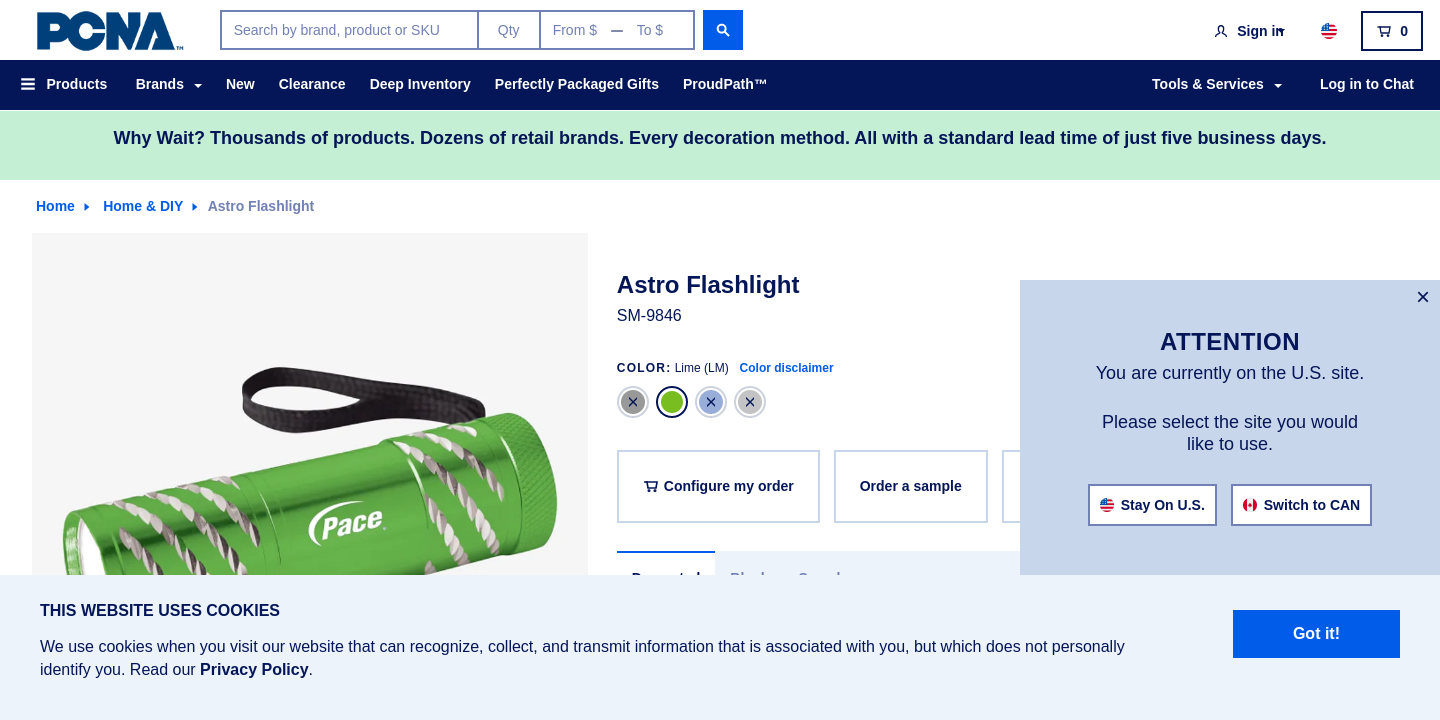 PCNA™
Search by brand, product or SKU
Qty
From $ — To $
Sign in
0
Products
Brands
New
Clearance
Deep Inventory
Perfectly Packaged Gifts
ProudPath™
Tools & Services
Log in to Chat
Why Wait? Thousands of products. Dozens of retail brands. Every decoration method. All with a standard lead time of just five business days.
Home
Home & DIY
Astro Flashlight
Pace
Astro Flashlight
SM-9846
COLOR: Lime (LM) Color disclaimer
Configure my order
Order a sample
×
ATTENTION
You are currently on the U.S. site.
Please select the site you would
like to use.
Stay On U.S.
Switch to CAN
THIS WEBSITE USES COOKIES
We use cookies when you visit our website that can recognize, collect, and transmit information that is associated with you, but which does not personally
identify you. Read our Privacy Policy.
Got it!